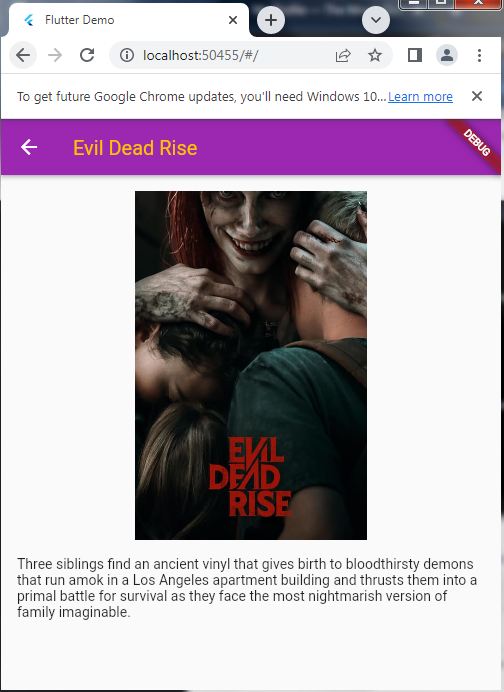 Flutter Demo
localhost:50455/#/
To get future Google Chrome updates, you'll need Windows 10... Learn more
Evil Dead Rise
DEBUG
EVIL
DEAD
RISE
Three siblings find an ancient vinyl that gives birth to bloodthirsty demons
that run amok in a Los Angeles apartment building and thrusts them into a
primal battle for survival as they face the most nightmarish version of
family imaginable.